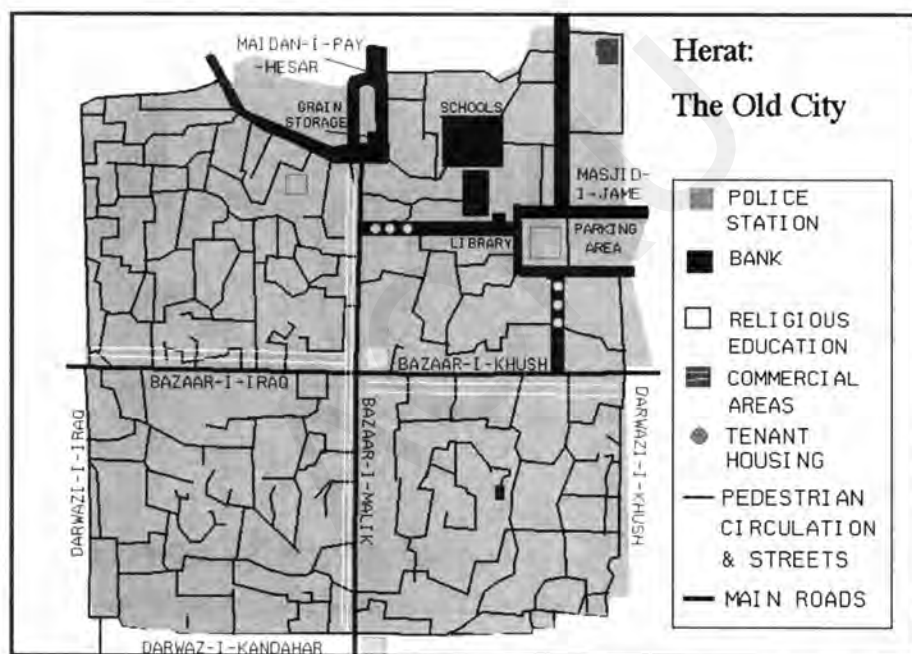 Herat:
The Old City
MAIDAN-I-PAY
-HESAR
GRAIN
STORAGE
SCHOOLS
MASJID-
I-JAME
PARKING
AREA
LIBRARY
BAZAAR-I-KHUSH
BAZAAR-I-IRAQ
DARWAZI-I-IRAQ
BAZAAR-I-MALIK
DARWAZI-I-KHUSH
DARWAZ-I-KANDAHAR
POLICE
STATION
BANK
RELIGIOUS
EDUCATION
COMMERCIAL
AREAS
TENANT
HOUSING
PEDESTRIAN
CIRCULATION
& STREETS
MAIN ROADS